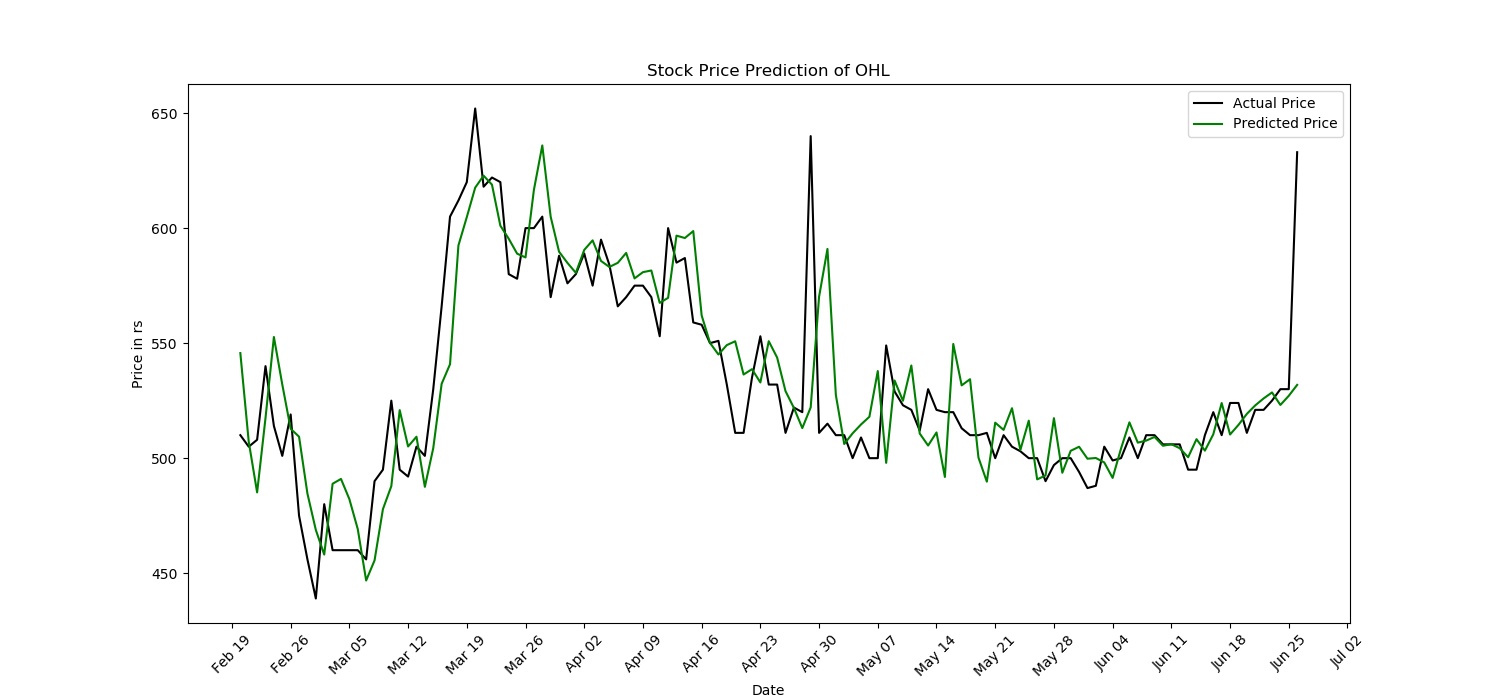 Stock Price Prediction of OHL
Actual Price
Predicted Price
Price in rs
650
600
550
500
450
Feb 19
Feb 26
Mar 05
Mar 12
Mar 19
Mar 26
Apr 02
Apr 09
Apr 16
Apr 23
Apr 30
May 07
May 14
May 21
May 28
Jun 04
Jun 11
Jun 18
Jun 25
Jul 02
Date